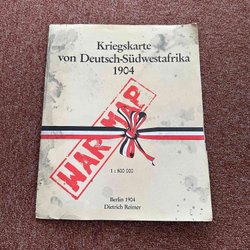 Kriegskarte
von Deutsch-Südwestafrika
1904
WAR MAP
1 : 800 000
Berlin 1904
Dietrich Reimer